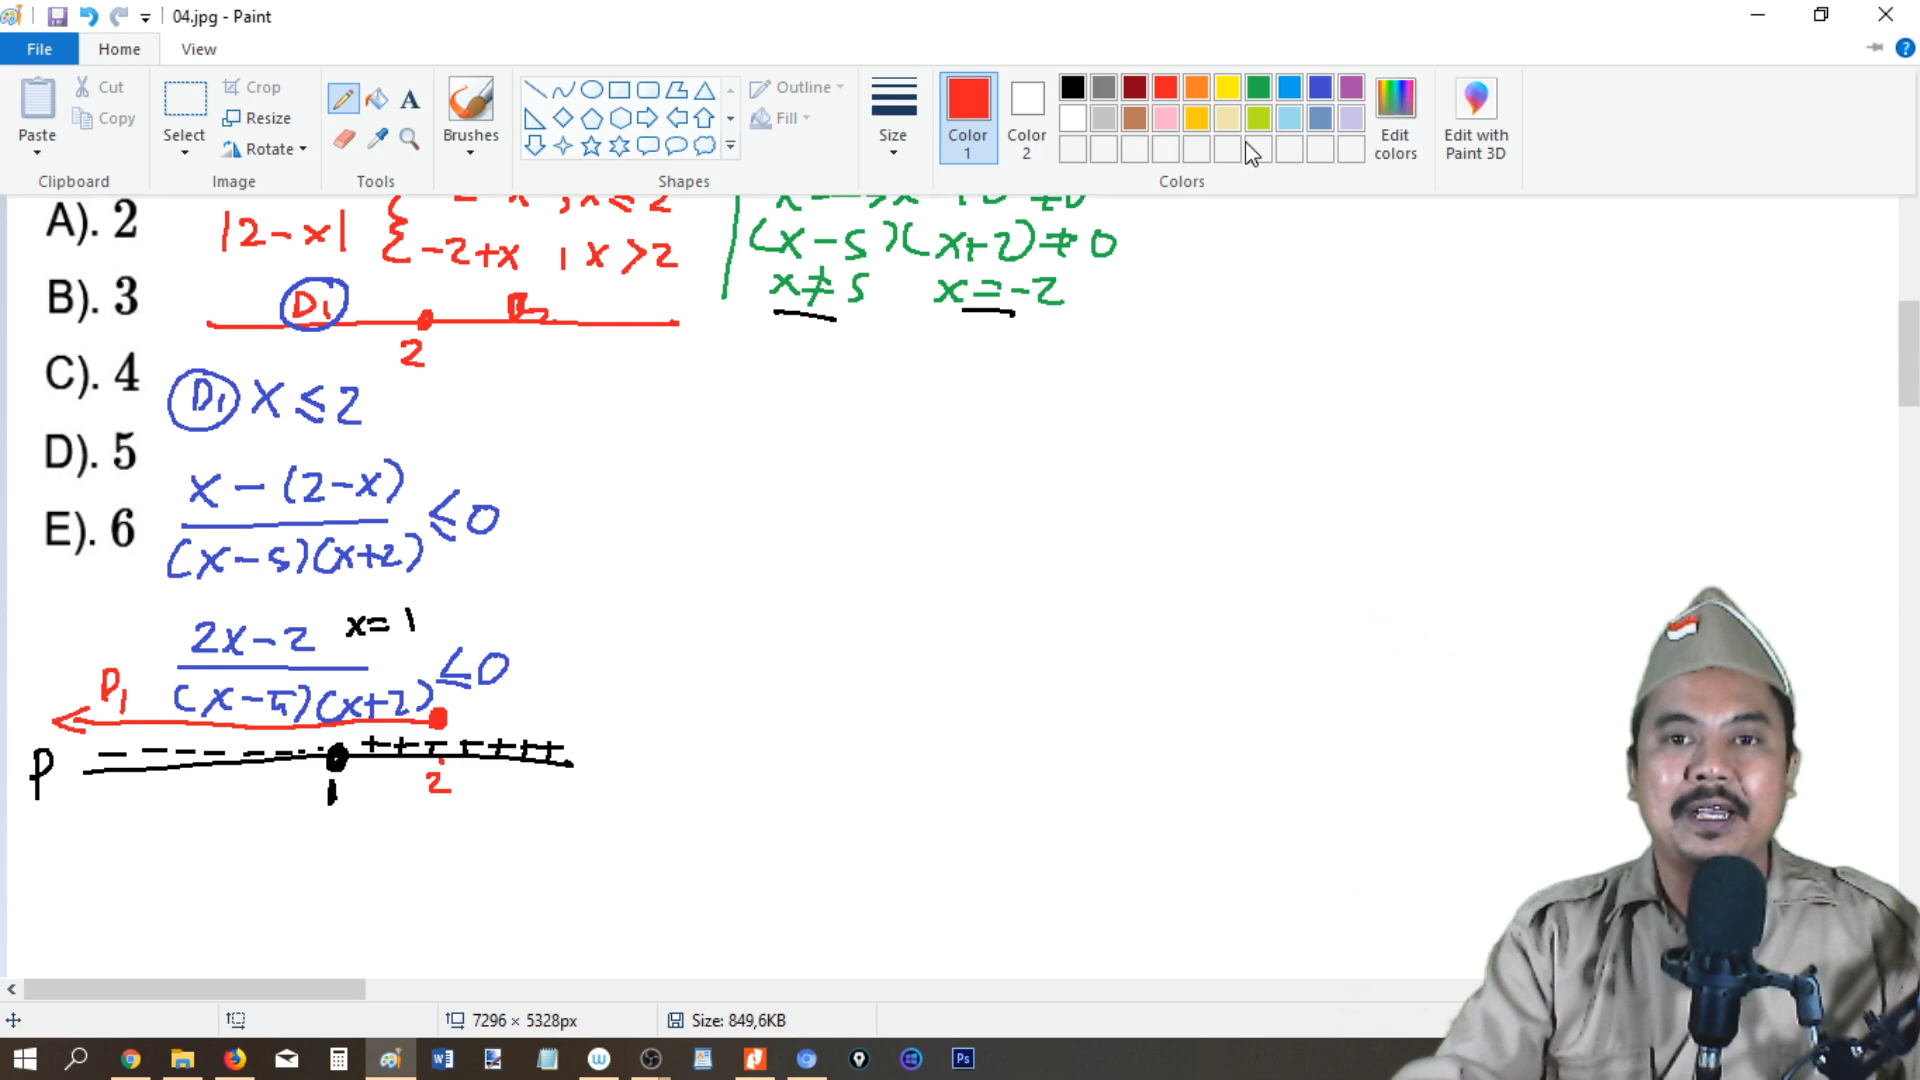 04.jpg - Paint
File Home View
Cut
Copy
Paste
Clipboard
Select
Crop
Resize
Rotate
Image
Tools
Brushes
Shapes
Outline
Fill
Size
Color 1
Color 2
Colors
Edit colors
Edit with Paint 3D
A). 2
B). 3
C). 4
D). 5
E). 6
|2-x| { , x ≤ 2
-2+x , x > 2
(x-5)(x+2) ≠ 0
x ≠ 5 x = -2
D1
2
D1 x ≤ 2
x - (2-x)
(x-5)(x+2) ≤ 0
2x-2 x = 1
(x-5)(x+2) ≤ 0
D1
P - - - - - - + + - + + + +
1 2
7296 × 5328px
Size: 849,6KB
Ps